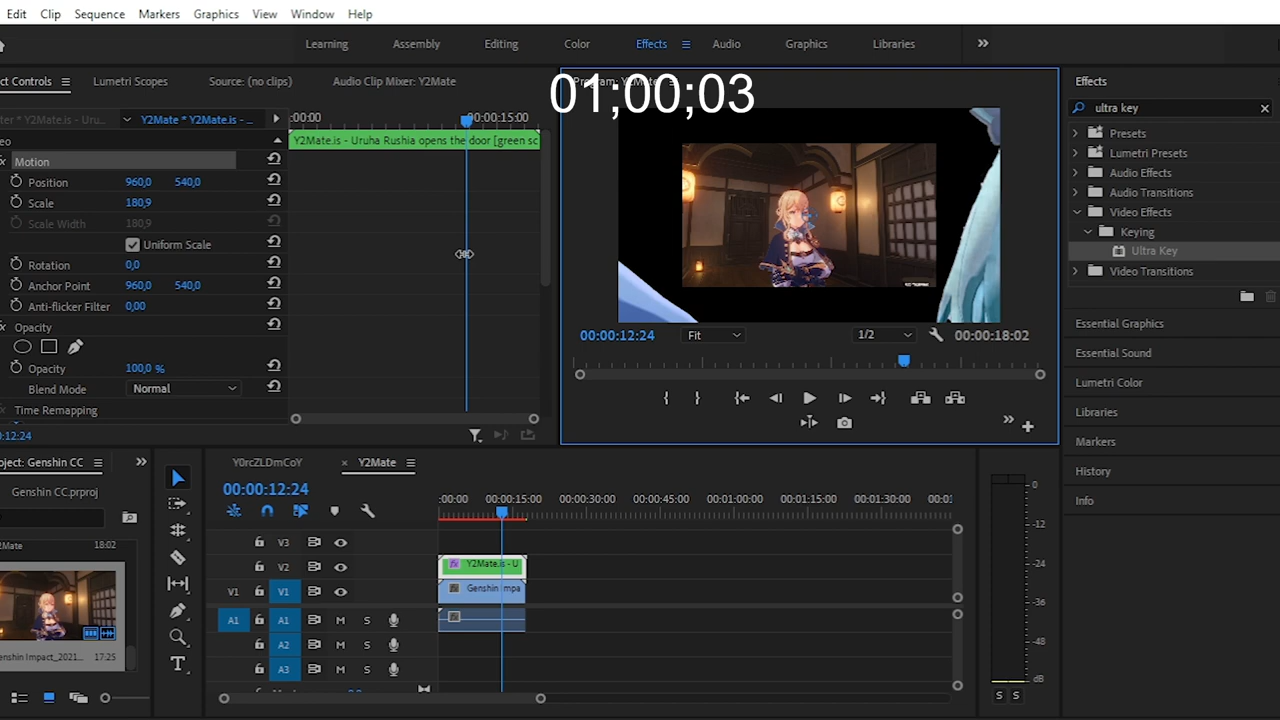 Edit Clip Sequence Markers Graphics View Window Help
Learning Assembly Editing Color Effects Audio Graphics Libraries
ct Controls Lumetri Scopes Source: (no clips) Audio Clip Mixer: Y2Mate
01;00;03
Effects
ter * Y2Mate.is - Uru... Y2Mate * Y2Mate.is - ... :00:00 00:00:15:00
ultra key
eo Y2Mate.is - Uruha Rushia opens the door [green sc
Motion
Position 960,0 540,0
Scale 180,9
Scale Width 180,9
Uniform Scale
Rotation 0,0
Anchor Point 960,0 540,0
Anti-flicker Filter 0,00
Opacity
Opacity 100,0 %
Blend Mode Normal
Time Remapping
0:12:24
00:00:12:24 Fit 1/2 00:00:18:02
Presets
Lumetri Presets
Audio Effects
Audio Transitions
Video Effects
Keying
Ultra Key
Video Transitions
Essential Graphics
Essential Sound
Lumetri Color
Libraries
Markers
History
Info
oject: Genshin CC
Genshin CC.prproj
2Mate 18:02
enshin Impact_2021... 17:25
Y0rcZLDmCoY × Y2Mate
00:00:12:24
:00:00 00:00:15:00 00:00:30:00 00:00:45:00 00:01:00:00 00:01:15:00 00:01:30:00 00:01:
V3
V2 Y2Mate.is - U
V1 V1 Genshin Impa
A1 A1 M S
A2 M S
A3 M S
0
-12
-24
-36
-48
dB
S S